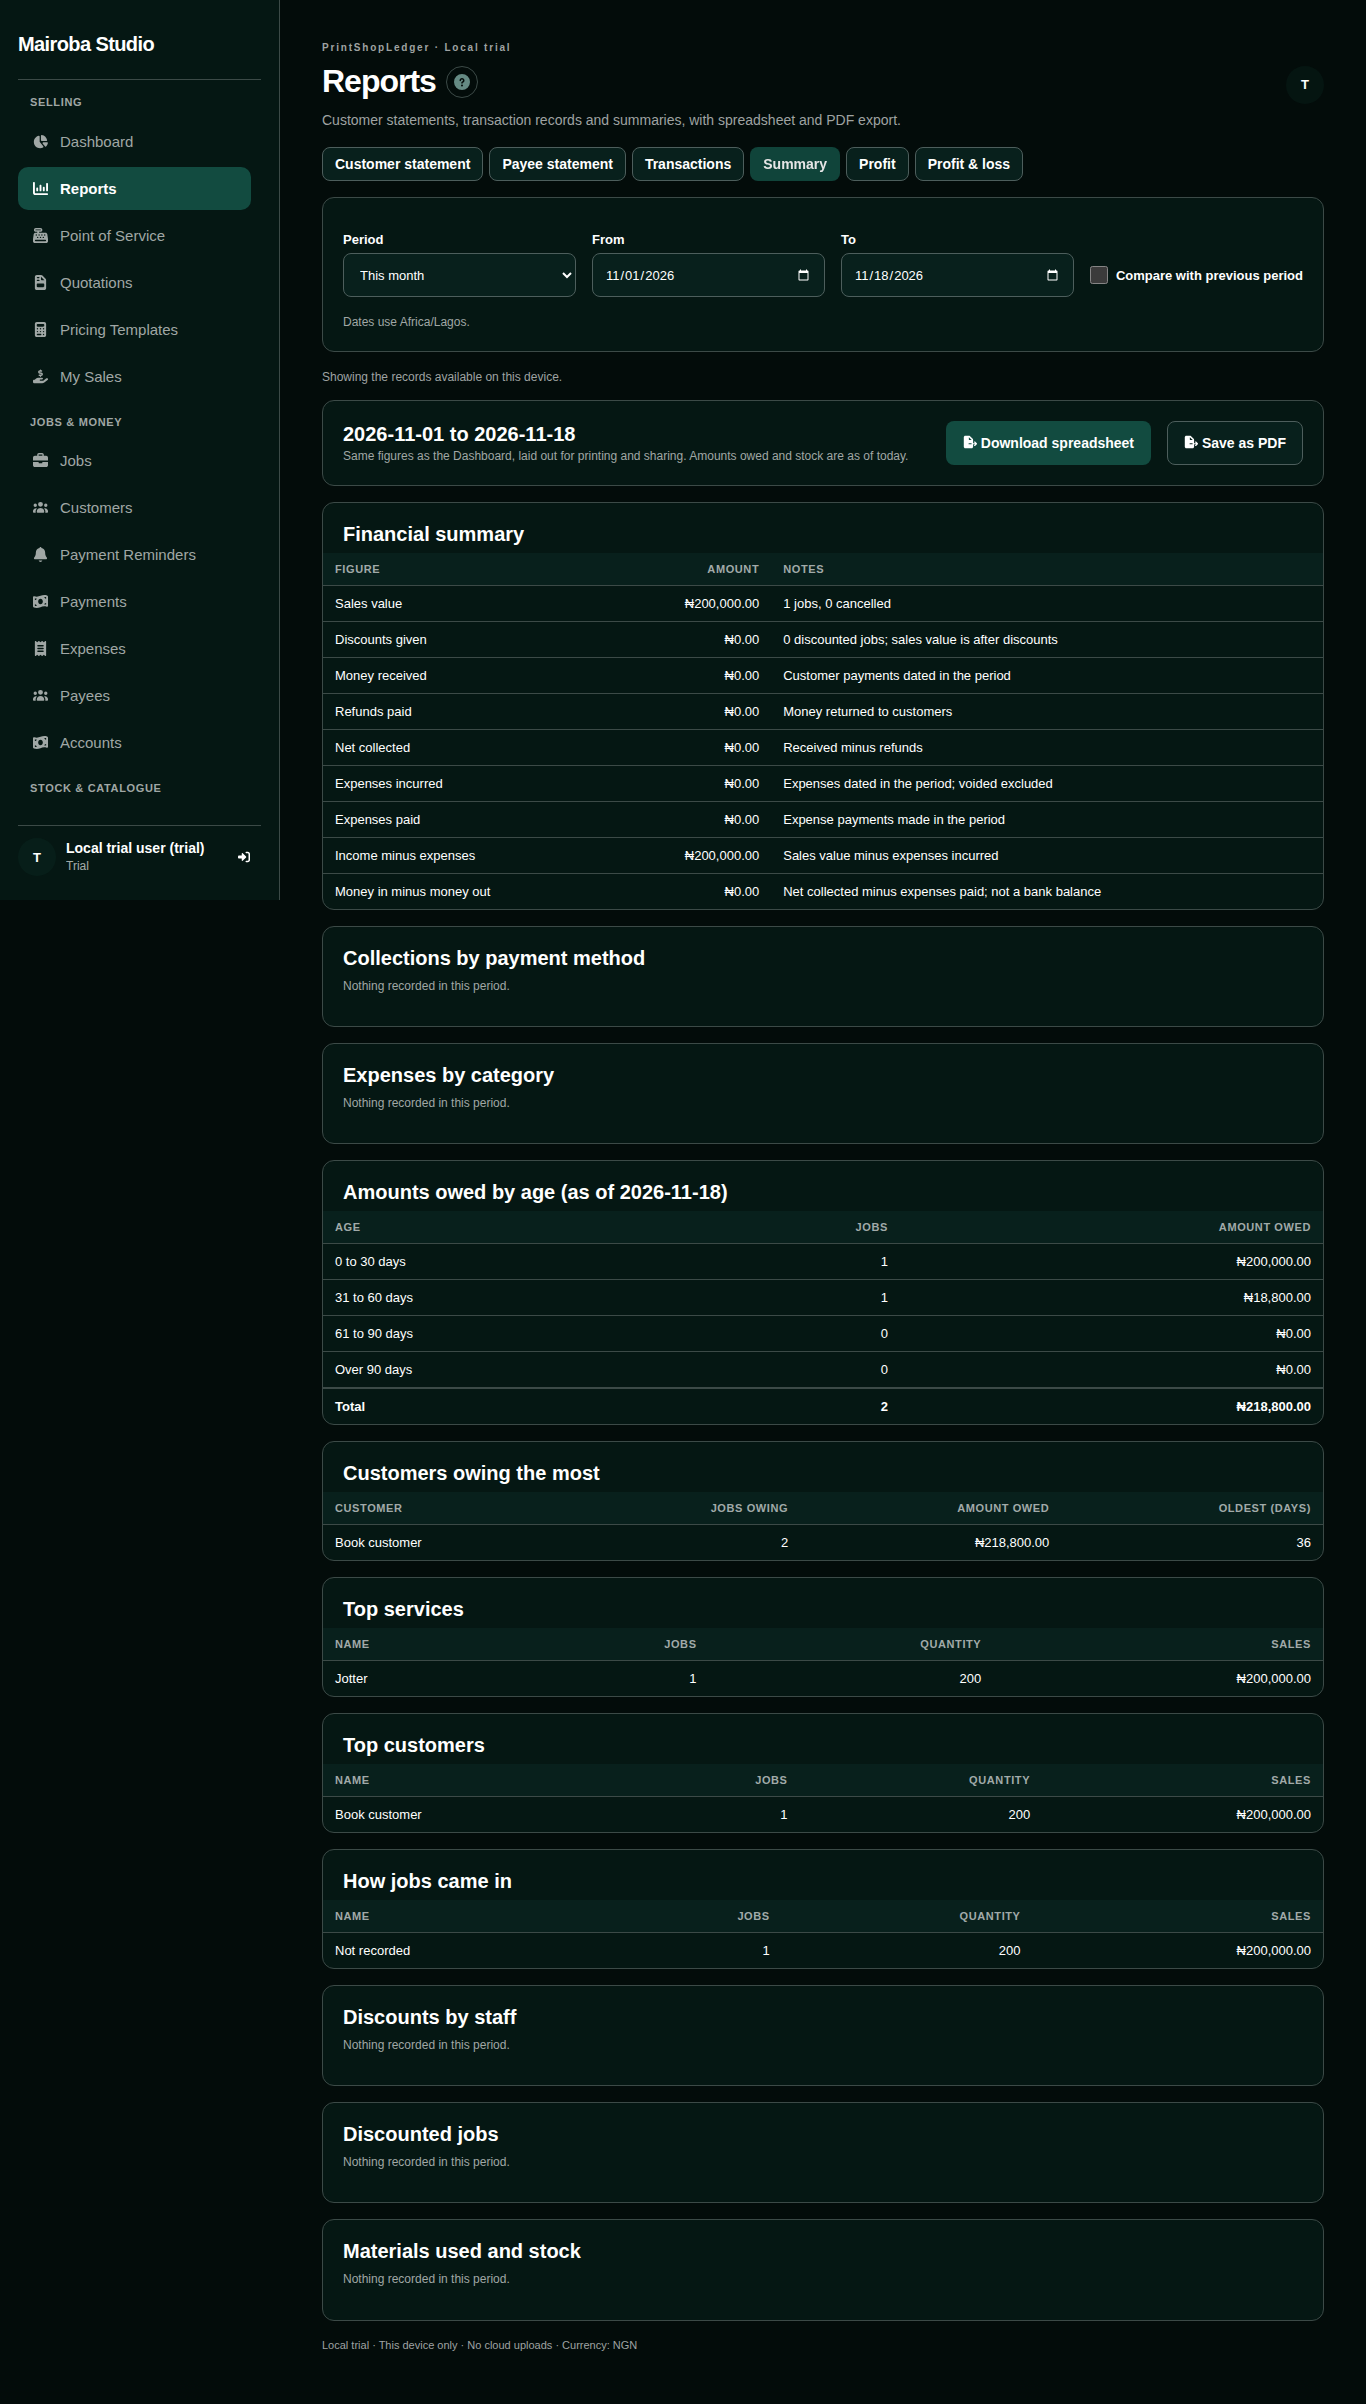 Mairoba Studio
SELLING
Dashboard
Reports
Point of Service
Quotations
Pricing Templates
My Sales
JOBS & MONEY
Jobs
Customers
Payment Reminders
Payments
Expenses
Payees
Accounts
STOCK & CATALOGUE
T
Local trial user (trial)
Trial
PrintShopLedger · Local trial
Reports ?
T
Customer statements, transaction records and summaries, with spreadsheet and PDF export.
Customer statement Payee statement Transactions Summary Profit Profit & loss
Period From To
This month 11/01/2026 11/18/2026 Compare with previous period
Dates use Africa/Lagos.
Showing the records available on this device.
2026-11-01 to 2026-11-18
Same figures as the Dashboard, laid out for printing and sharing. Amounts owed and stock are as of today.
Download spreadsheet Save as PDF
Financial summary
FIGURE AMOUNT NOTES
Sales value ₦200,000.00 1 jobs, 0 cancelled
Discounts given ₦0.00 0 discounted jobs; sales value is after discounts
Money received ₦0.00 Customer payments dated in the period
Refunds paid ₦0.00 Money returned to customers
Net collected ₦0.00 Received minus refunds
Expenses incurred ₦0.00 Expenses dated in the period; voided excluded
Expenses paid ₦0.00 Expense payments made in the period
Income minus expenses ₦200,000.00 Sales value minus expenses incurred
Money in minus money out ₦0.00 Net collected minus expenses paid; not a bank balance
Collections by payment method
Nothing recorded in this period.
Expenses by category
Nothing recorded in this period.
Amounts owed by age (as of 2026-11-18)
AGE JOBS AMOUNT OWED
0 to 30 days 1 ₦200,000.00
31 to 60 days 1 ₦18,800.00
61 to 90 days 0 ₦0.00
Over 90 days 0 ₦0.00
Total 2 ₦218,800.00
Customers owing the most
CUSTOMER JOBS OWING AMOUNT OWED OLDEST (DAYS)
Book customer 2 ₦218,800.00 36
Top services
NAME JOBS QUANTITY SALES
Jotter 1 200 ₦200,000.00
Top customers
NAME JOBS QUANTITY SALES
Book customer 1 200 ₦200,000.00
How jobs came in
NAME JOBS QUANTITY SALES
Not recorded 1 200 ₦200,000.00
Discounts by staff
Nothing recorded in this period.
Discounted jobs
Nothing recorded in this period.
Materials used and stock
Nothing recorded in this period.
Local trial · This device only · No cloud uploads · Currency: NGN